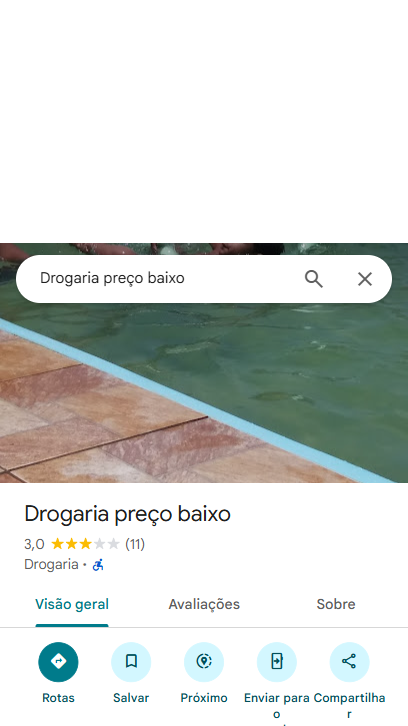 Drogaria preço baixo
Drogaria preço baixo
3,0 (11)
Drogaria ·
Visão geral Avaliações Sobre
Rotas Salvar Próximo Enviar para o Compartilhar